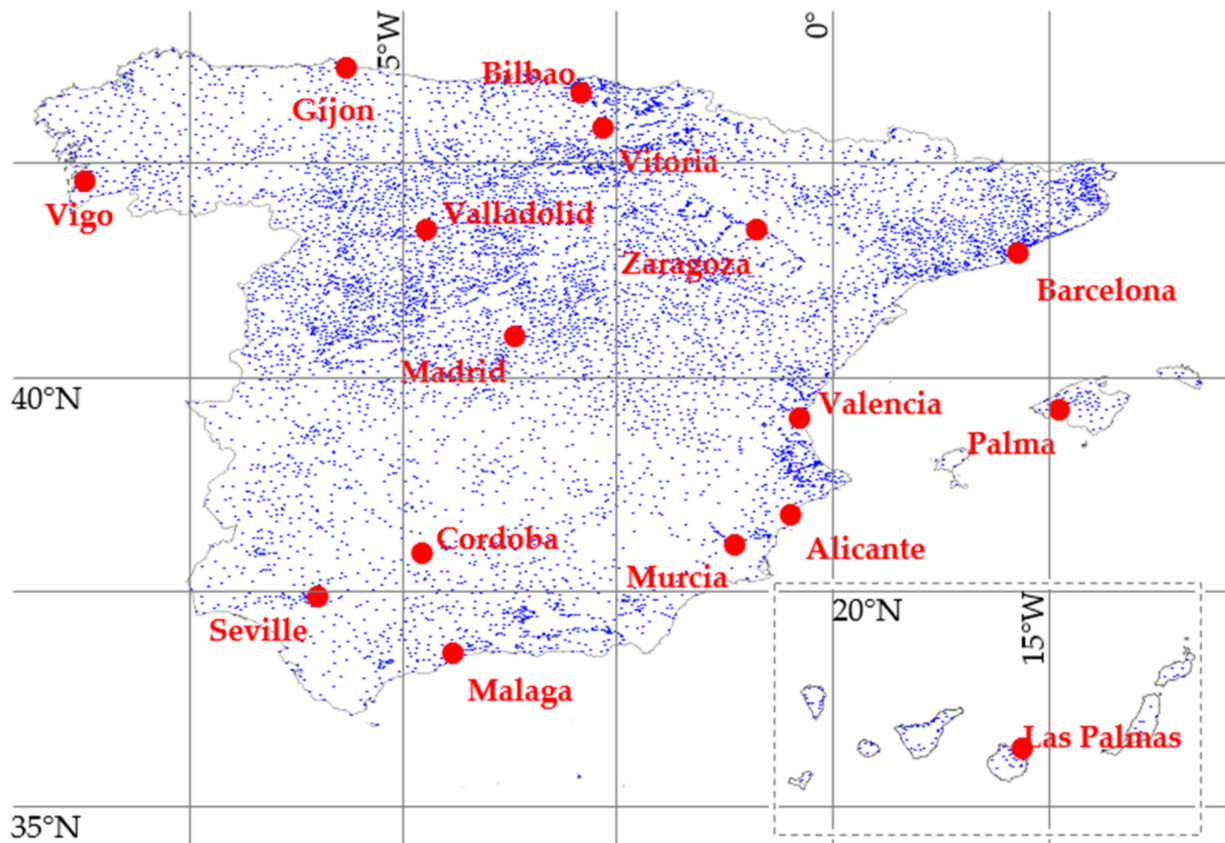 5°W
0°
Bilbao
Gíjon
Vitoria
Vigo
Valladolid
Zaragoza
Barcelona
Madrid
40°N
Valencia
Palma
Cordoba
Alicante
Murcia
Seville
20°N
15°W
Malaga
Las Palmas
35°N